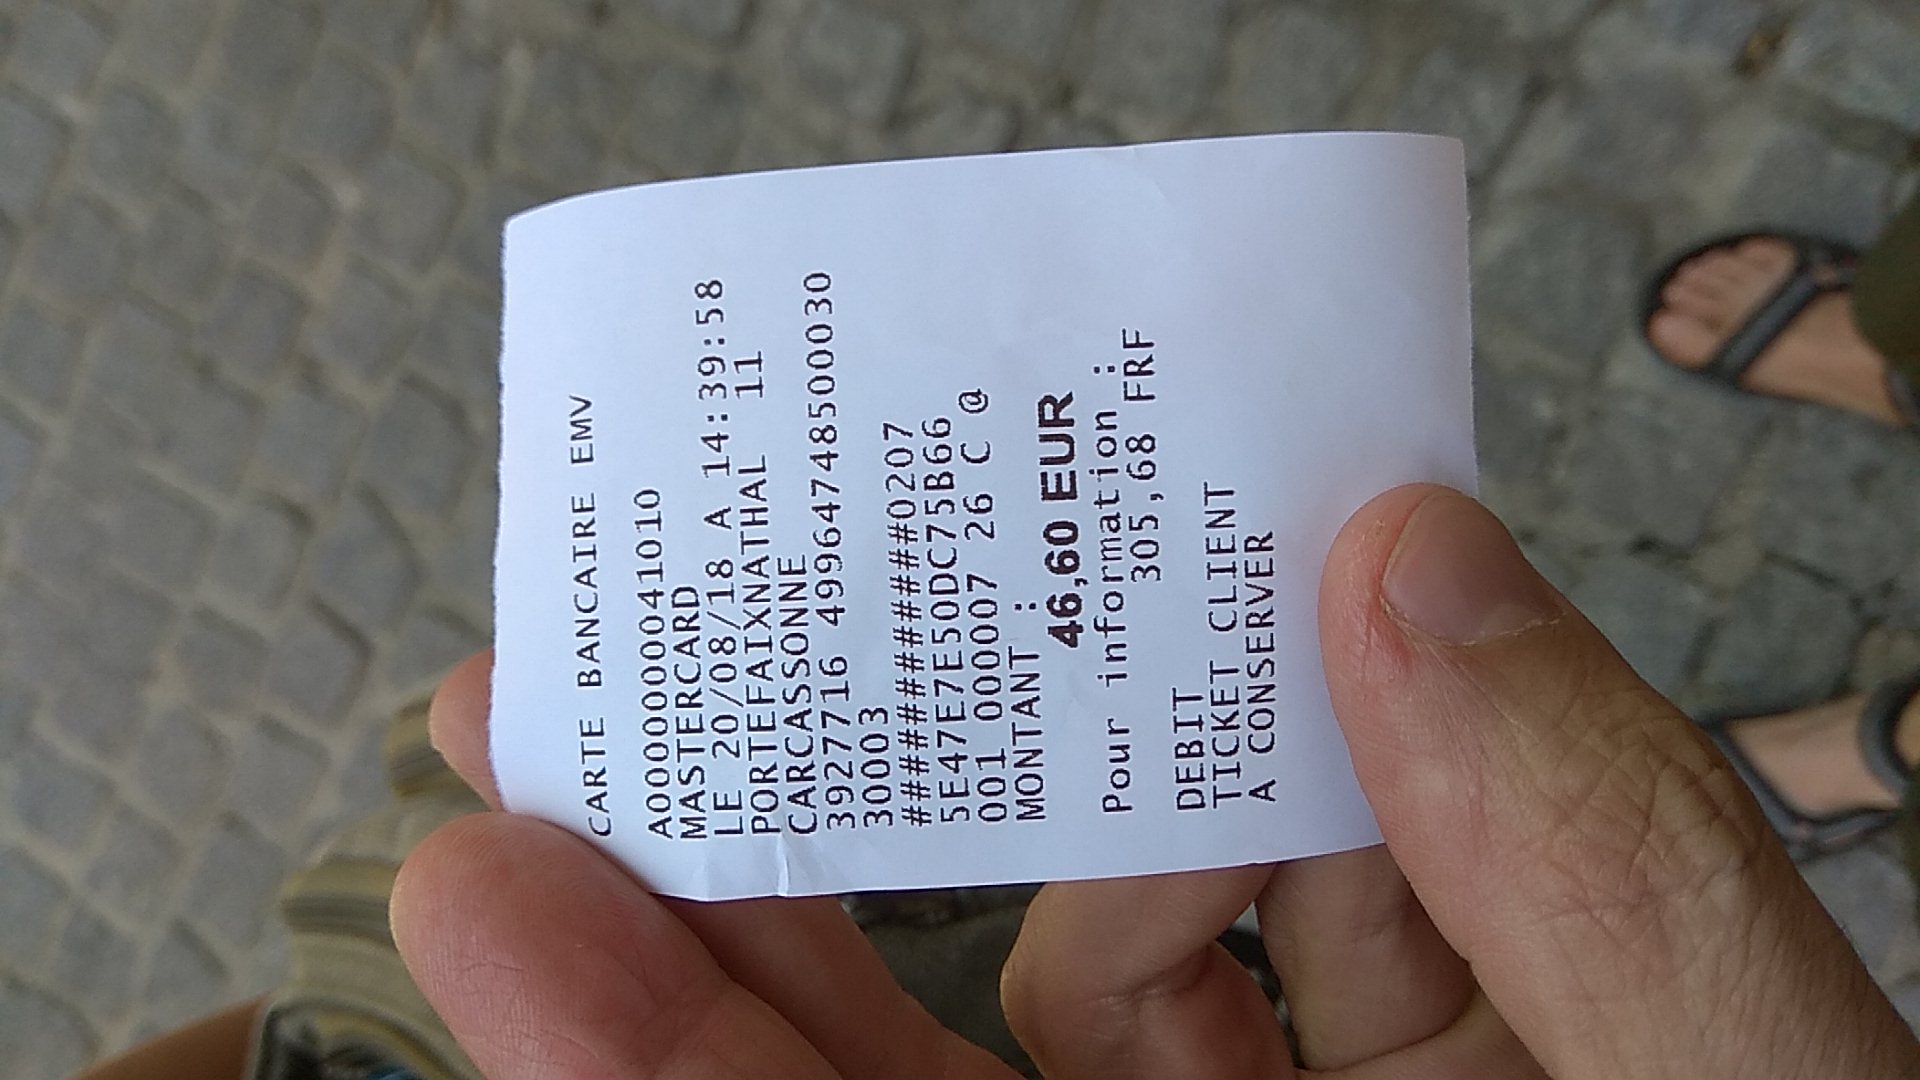 CARTE BANCAIRE EMV
A0000000041010
MASTERCARD
LE 20/08/18 A 14:39:58
PORTEFAIXNATHAL 11
CARCASSONNE
3927716 49964748500030
30003
############0207
5E47E7E50DC75B66
001 000007 26 C @
MONTANT :
46,60 EUR
Pour information :
305,68 FRF
DEBIT
TICKET CLIENT
A CONSERVER